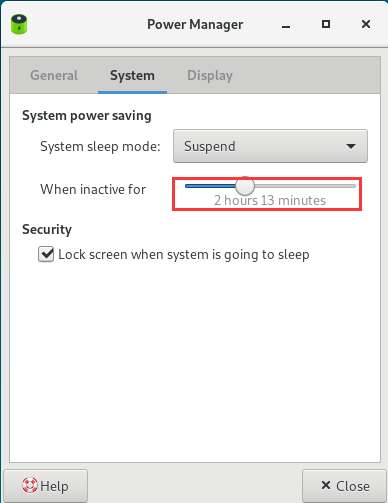 Power Manager
General System Display
System power saving
System sleep mode: Suspend
When inactive for
2 hours 13 minutes
Security
Lock screen when system is going to sleep
Help Close